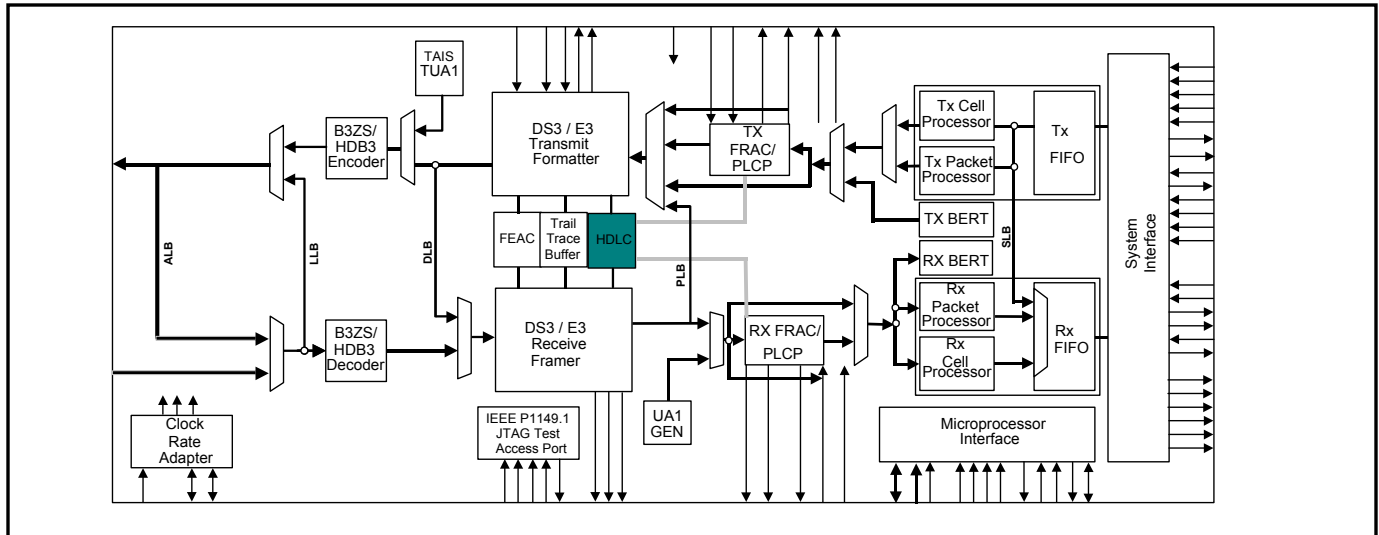 TAIS
TUA1
B3ZS/
HDB3
Encoder
DS3 / E3
Transmit
Formatter
TX
FRAC/
PLCP
Tx Cell
Processor
Tx Packet
Processor
Tx
FIFO
TX BERT
RX BERT
FEAC
Trail
Trace
Buffer
HDLC
ALB
LLB
DLB
PLB
SLB
System
Interface
B3ZS/
HDB3
Decoder
DS3 / E3
Receive
Framer
RX FRAC/
PLCP
Rx
Packet
Processor
Rx
Cell
Processor
Rx
FIFO
UA1
GEN
Clock
Rate
Adapter
IEEE P1149.1
JTAG Test
Access Port
Microprocessor
Interface